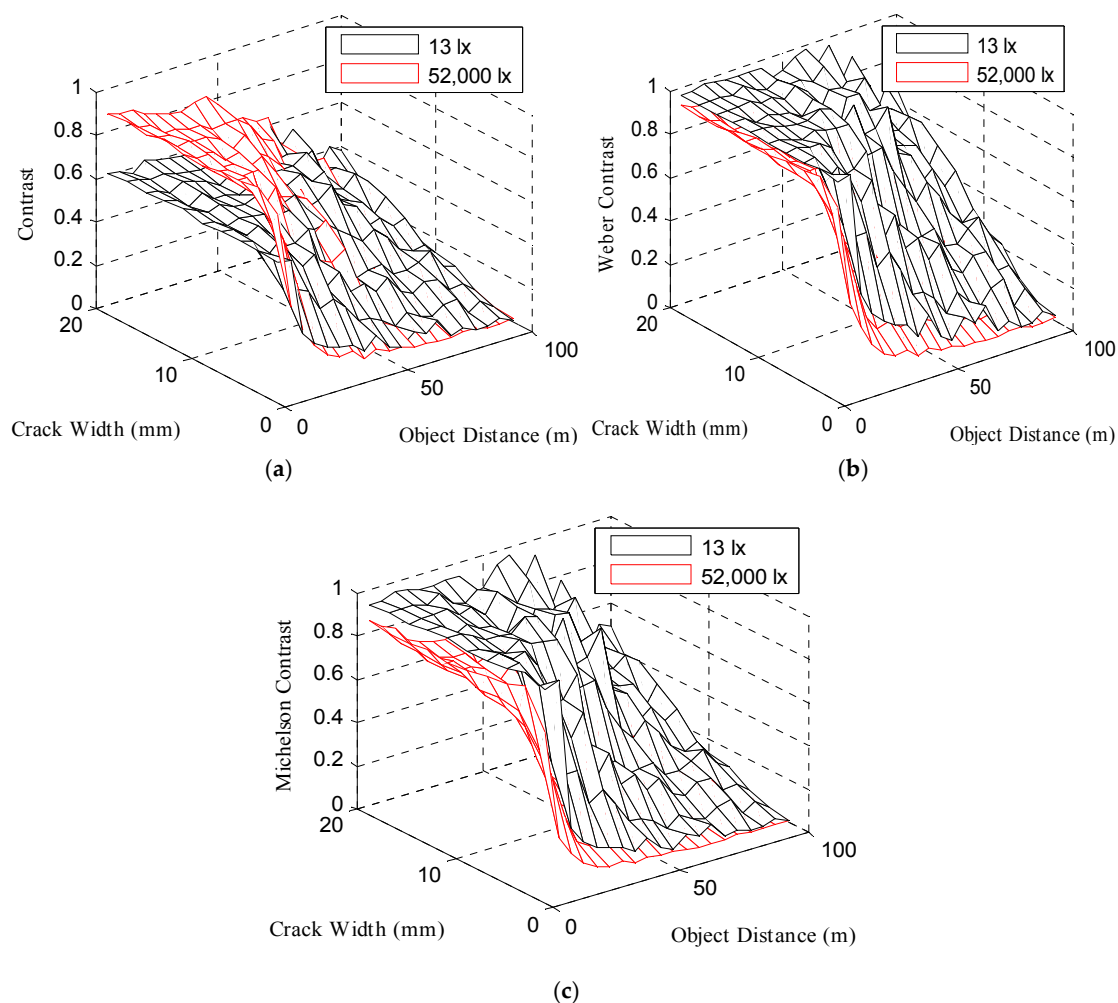 13 lx
52,000 lx
1
0.8
0.6
0.4
0.2
0
Contrast
20
10
0
0
50
100
Crack Width (mm)
Object Distance (m)
(a)
13 lx
52,000 lx
1
0.8
0.6
0.4
0.2
0
Weber Contrast
20
10
0
0
50
100
Crack Width (mm)
Object Distance (m)
(b)
13 lx
52,000 lx
1
0.8
0.6
0.4
0.2
0
Michelson Contrast
20
10
0
0
50
100
Crack Width (mm)
Object Distance (m)
(c)